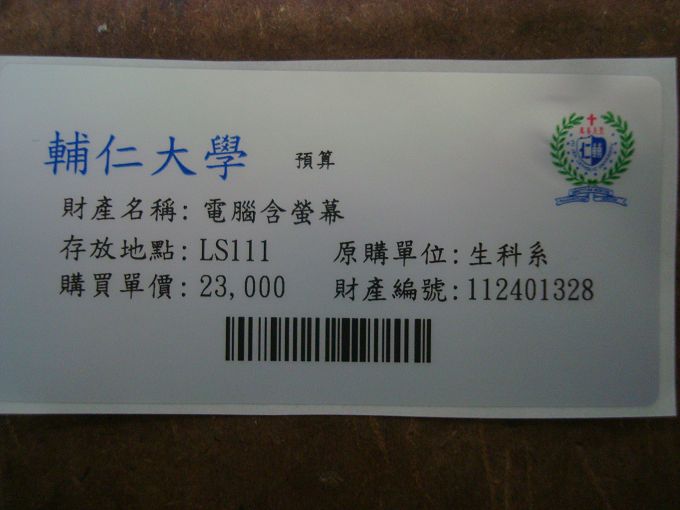 輔仁大學 預算
財產名稱: 電腦含螢幕
存放地點: LS111 原購單位: 生科系
購買單價: 23,000 財產編號: 112401328